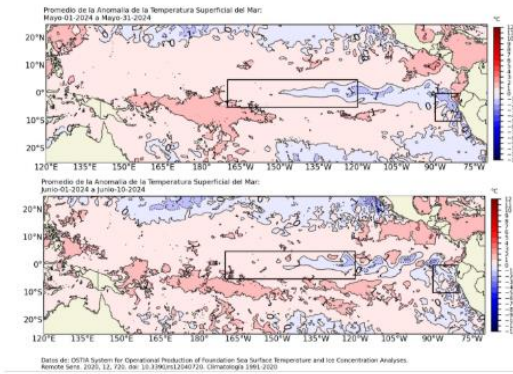 Promedio de la Anomalia de la Temperatura Superficial del Mar:
Mayo-01-2024 a Mayo-31-2024
°C
20°N
10°N
0°
10°S
20°S
120°E 135°E 150°E 165°E 180° 165°W 150°W 135°W 120°W 105°W 90°W 75°W
Promedio de la Anomalia de la Temperatura Superficial del Mar:
Junio-01-2024 a Junio-10-2024
°C
20°N
10°N
0°
10°S
20°S
120°E 135°E 150°E 165°E 180° 165°W 150°W 135°W 120°W 105°W 90°W 75°W
Datos de: OSTIA System for Operational Production of Foundation Sea Surface Temperature and Ice Concentration Analyses.
Remote Sens. 2020, 12, 720. doi: 10.3390/rs12040720. Climatología 1991-2020